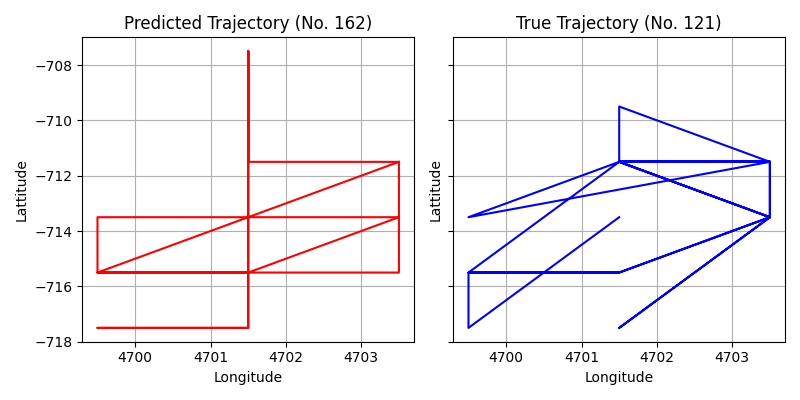 Predicted Trajectory (No. 162)
True Trajectory (No. 121)
−708
−710
−712
−714
−716
−718
Lattitude
Lattitude
4700
4701
4702
4703
4700
4701
4702
4703
Longitude
Longitude